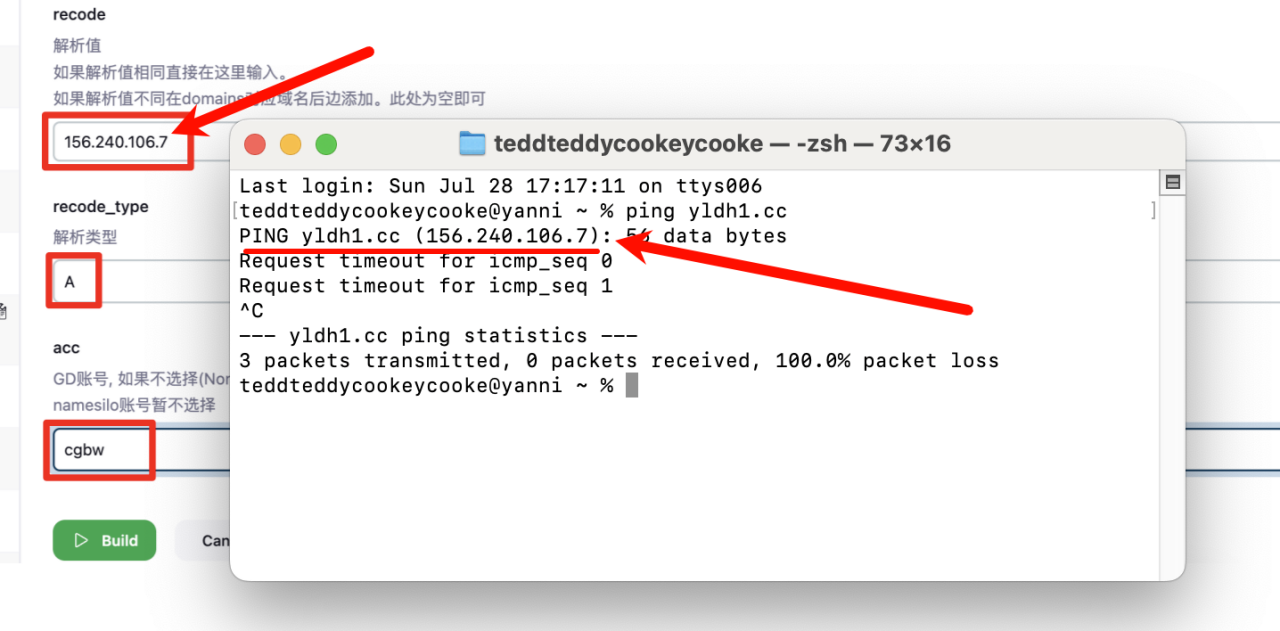 recode
解析值
如果解析值相同直接在这里输入。
如果解析值不同在domains对应域名后边添加。此处为空即可
156.240.106.7
recode_type
解析类型
A
acc
GD账号, 如果不选择(Nor
namesilo账号暂不选择
cgbw
Build
Can
teddteddycookeycooke — -zsh — 73×16
Last login: Sun Jul 28 17:17:11 on ttys006
[teddteddycookeycooke@yanni ~ % ping yldh1.cc ]
PING yldh1.cc (156.240.106.7): 56 data bytes
Request timeout for icmp_seq 0
Request timeout for icmp_seq 1
^C
--- yldh1.cc ping statistics ---
3 packets transmitted, 0 packets received, 100.0% packet loss
teddteddycookeycooke@yanni ~ %